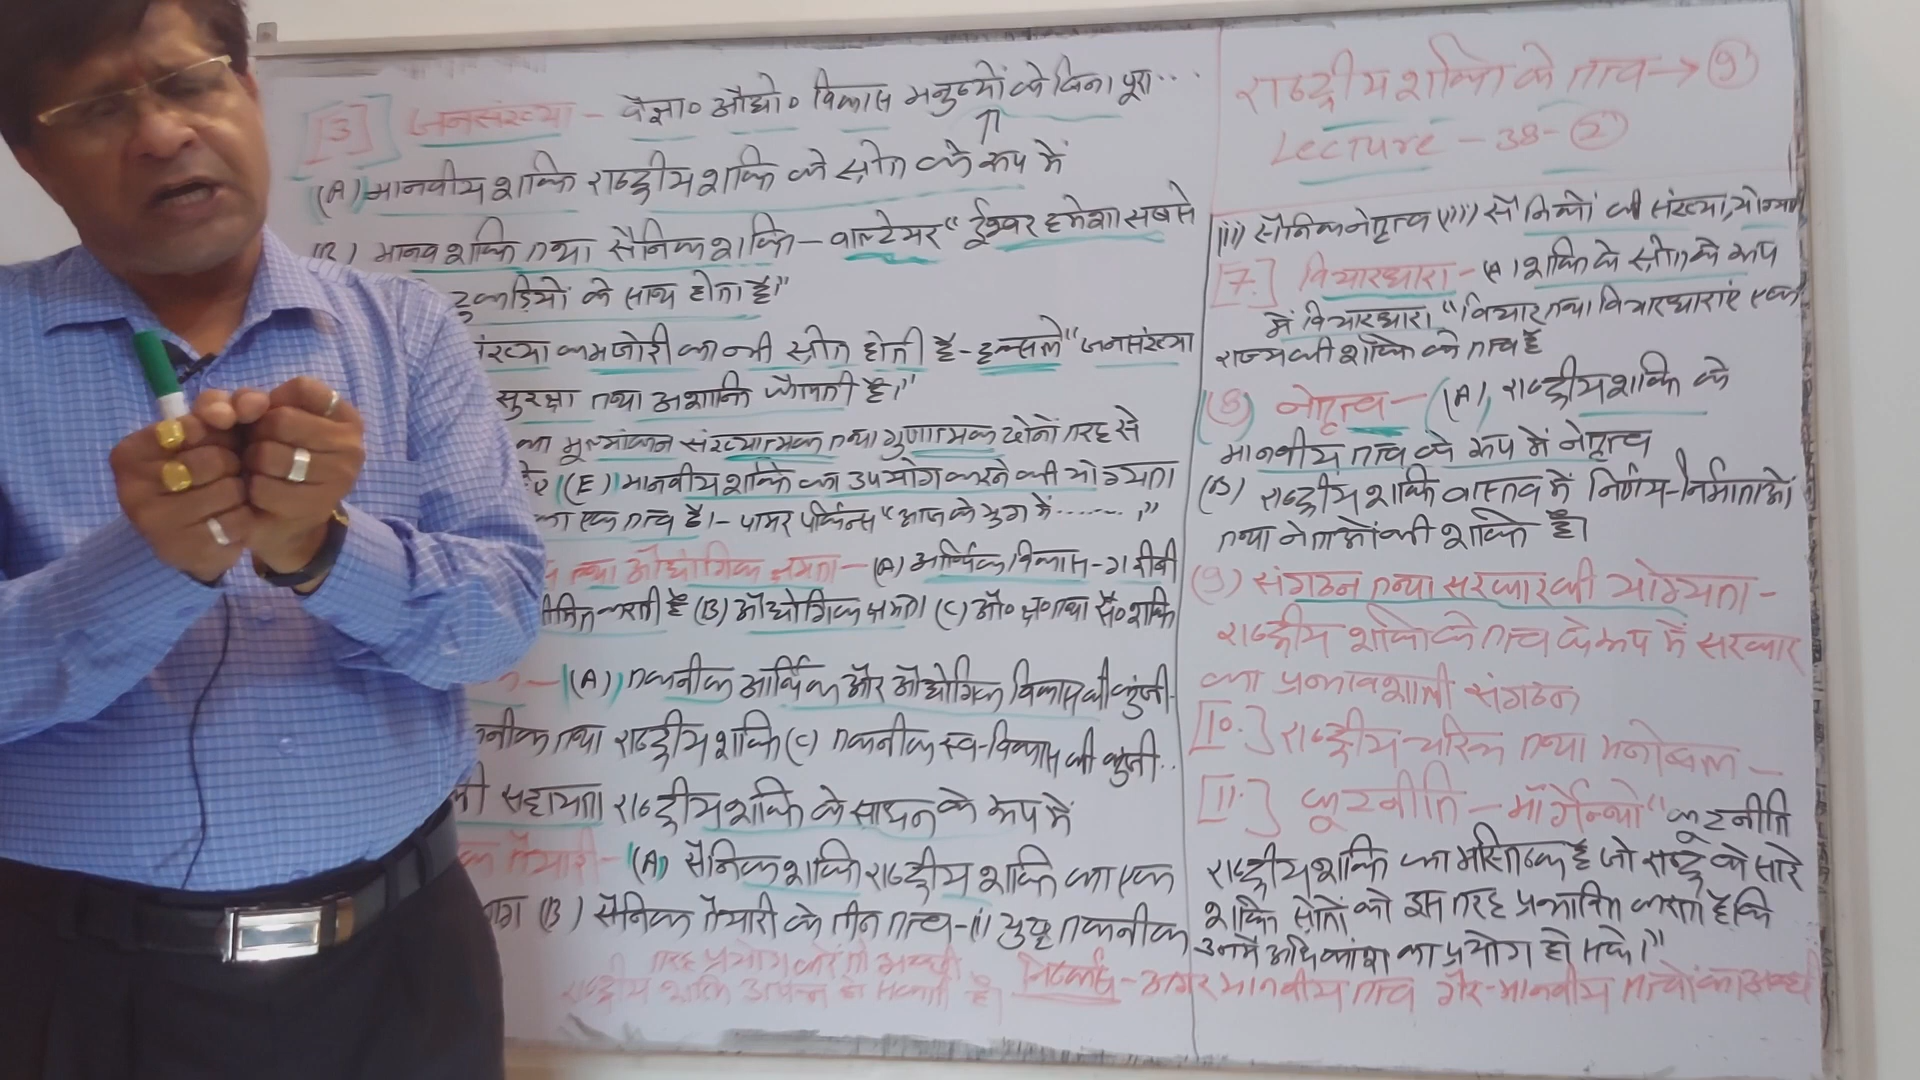 [3] जनसंख्या - वैज्ञा० औद्यो० विकास मनुष्यों के बिना पूरा...
(A) मानवीय शक्ति राष्ट्रीय शक्ति के स्रोत के रूप में
(B) मानव शक्ति तथा सैनिक शक्ति - वाल्टेयर "ईश्वर हमेशा सबसे
टुकड़ियों के साथ होता है।"
संख्या कमजोरी का भी स्रोत होती है - हक्सले "जनसंख्या
सुरक्षा तथा अशान्ति फैलाती है।"
का मूल्यांकन संख्यात्मक तथा गुणात्मक दोनों तरह से
(E) मानवीय शक्ति का उपयोग करने की योग्यता
का एक तत्व है। - पामर पर्किन्स "आज के युग में ........."
तथा औद्योगिक क्षमता - (A) आर्थिक विकास - गरीबी
सीमित करती है (B) औद्योगिक क्षमता (C) औ० क्ष० तथा सै० शक्ति
(A) तकनीक आर्थिक और औद्योगिक विकास की कुंजी
तकनीक तथा राष्ट्रीय शक्ति (C) तकनीक स्व-विकास की कुंजी..
की सहायता राष्ट्रीय शक्ति के साधन के रूप में
क तैयारी - (A) सैनिक शक्ति राष्ट्रीय शक्ति का एक
भाग (B) सैनिक तैयारी के तीन तत्व - (i) युद्ध तकनीक
राष्ट्रीय शक्ति के तत्व → 9
Lecture - 38 - 2
(ii) सैनिक नेतृत्व (iii) सैनिकों की संख्या, योग्यता
[7.] विचारधारा - (A) शक्ति के स्रोत के रूप
में विचारधारा "विचार तथा विचारधाराएं एक
राज्य की शक्ति के तत्व हैं
(8) नेतृत्व - (A) राष्ट्रीय शक्ति के
मानवीय तत्व के रूप में नेतृत्व
(B) राष्ट्रीय शक्ति वास्तव में निर्णय-निर्माताओं
तथा नेताओं की शक्ति है।
(9) संगठन तथा सरकार की योग्यता -
राष्ट्रीय शक्ति के तत्व के रूप में सरकार
का प्रभावशाली संगठन
[10.] राष्ट्रीय चरित्र तथा मनोबल -
[11.] कूटनीति - मॉर्गेन्थो "कूटनीति
राष्ट्रीय शक्ति का मस्तिष्क है जो राष्ट्र के सारे
शक्ति स्रोतों को इस तरह प्रभावित करता है कि
उनमें अधिकांश का प्रयोग हो सके।"
निष्कर्ष - अगर मानवीय तत्व गैर-मानवीय तत्वों का अच्छी
तरह प्रयोग करें तो अच्छी
राष्ट्रीय शक्ति उत्पन्न हो सकती है।